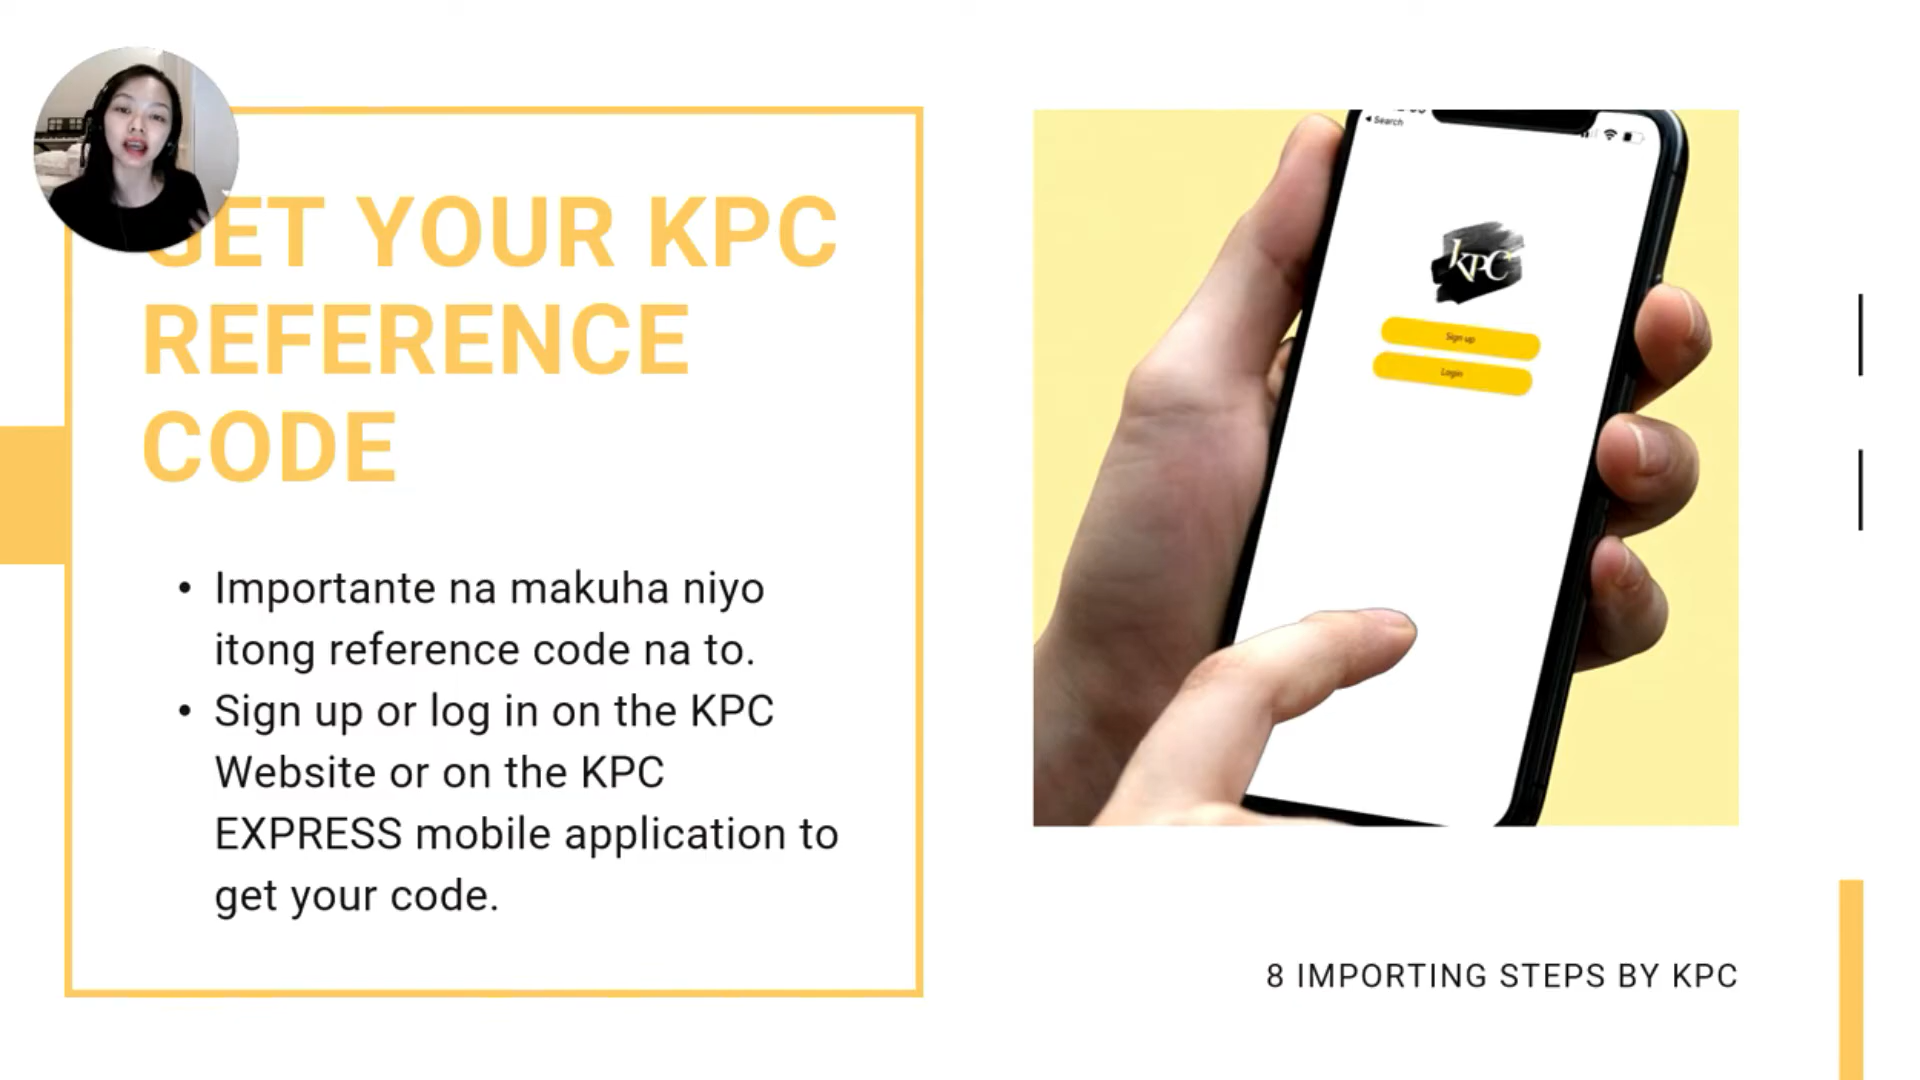 GET YOUR KPC
REFERENCE
CODE
• Importante na makuha niyo
itong reference code na to.
• Sign up or log in on the KPC
Website or on the KPC
EXPRESS mobile application to
get your code.
Search
KPC
Sign up
Login
8 IMPORTING STEPS BY KPC